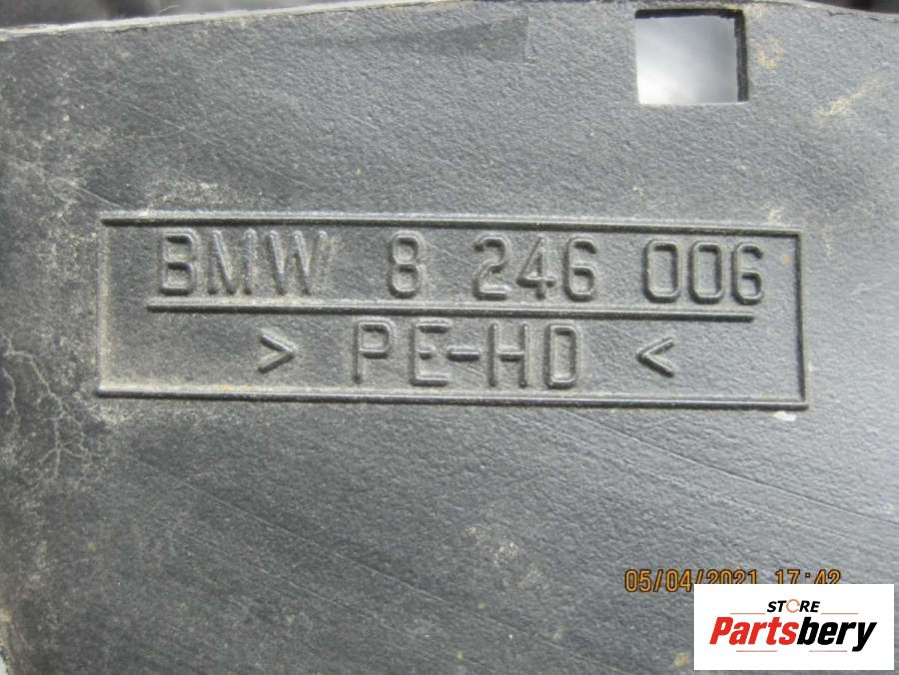 BMW 8 246 006
> PE-HD <
05/04/2021 17:42
STORE
Partsbery